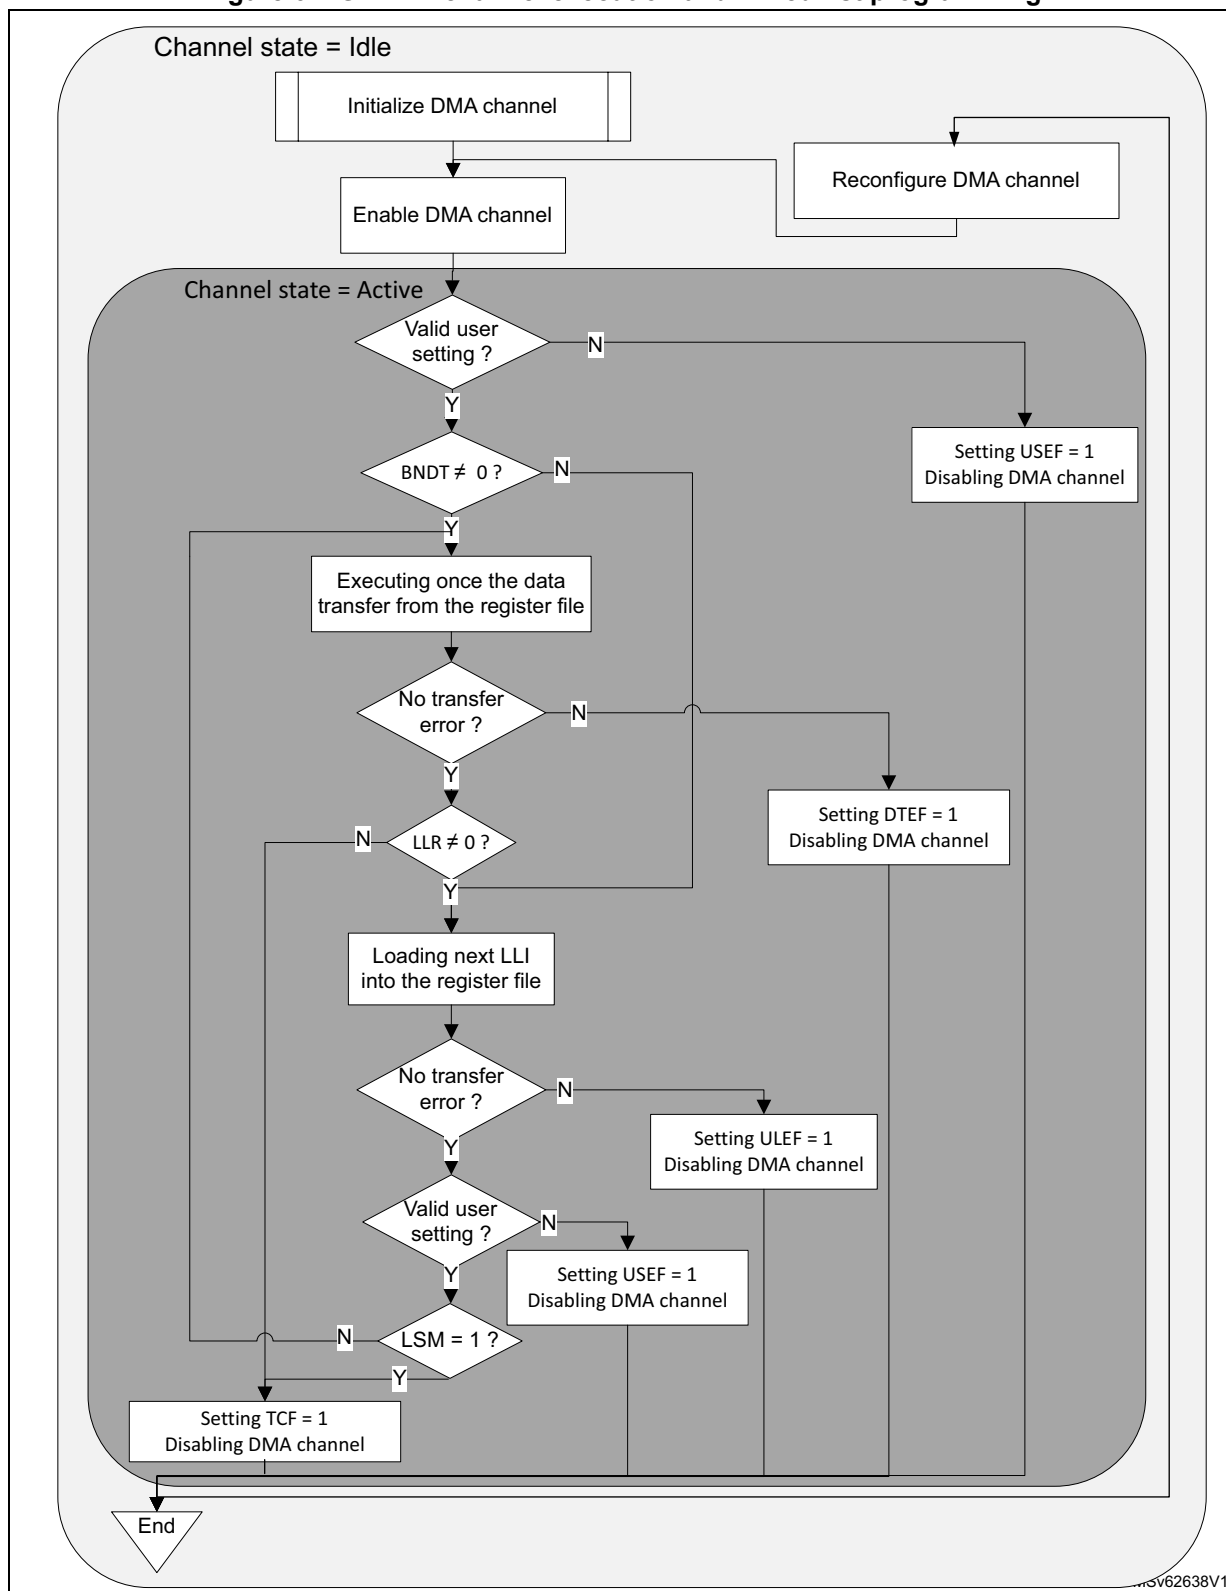 Channel state = Idle
Initialize DMA channel
Reconfigure DMA channel
Enable DMA channel
Channel state = Active
Valid user
setting ?
N
Y
Setting USEF = 1
Disabling DMA channel
BNDT ≠ 0 ?
N
Y
Executing once the data
transfer from the register file
No transfer
error ?
N
Y
Setting DTEF = 1
Disabling DMA channel
N
LLR ≠ 0 ?
Y
Loading next LLI
into the register file
No transfer
error ?
N
Y
Setting ULEF = 1
Disabling DMA channel
Valid user
setting ?
N
Y
Setting USEF = 1
Disabling DMA channel
N
LSM = 1 ?
Y
Setting TCF = 1
Disabling DMA channel
End